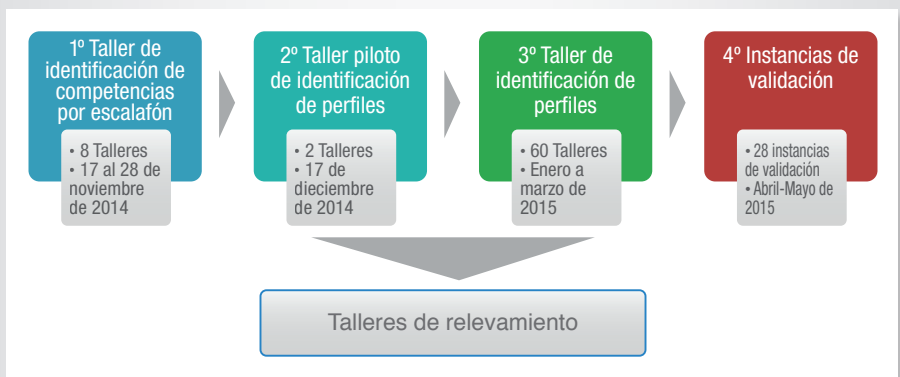 1º Taller de
identificación de
competencias
por escalafón
• 8 Talleres
• 17 al 28 de
noviembre
de 2014
2º Taller piloto
de identificación
de perfiles
• 2 Talleres
• 17 de
dieciembre
de 2014
3º Taller de
identificación de
perfiles
• 60 Talleres
• Enero a
marzo de
2015
4º Instancias de
validación
• 28 instancias
de validación
• Abril-Mayo de
2015
Talleres de relevamiento